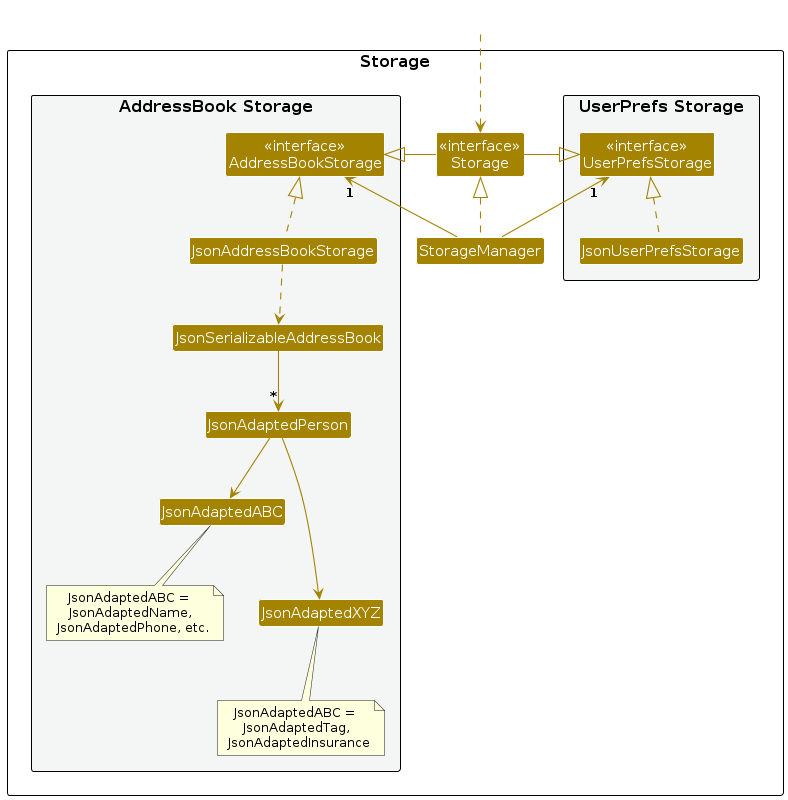 Storage
AddressBook Storage
UserPrefs Storage
«interface»
AddressBookStorage
«interface»
Storage
«interface»
UserPrefsStorage
1
1
JsonAddressBookStorage
StorageManager
JsonUserPrefsStorage
JsonSerializableAddressBook
*
JsonAdaptedPerson
JsonAdaptedABC
JsonAdaptedABC =
JsonAdaptedName,
JsonAdaptedPhone, etc.
JsonAdaptedXYZ
JsonAdaptedABC =
JsonAdaptedTag,
JsonAdaptedInsurance